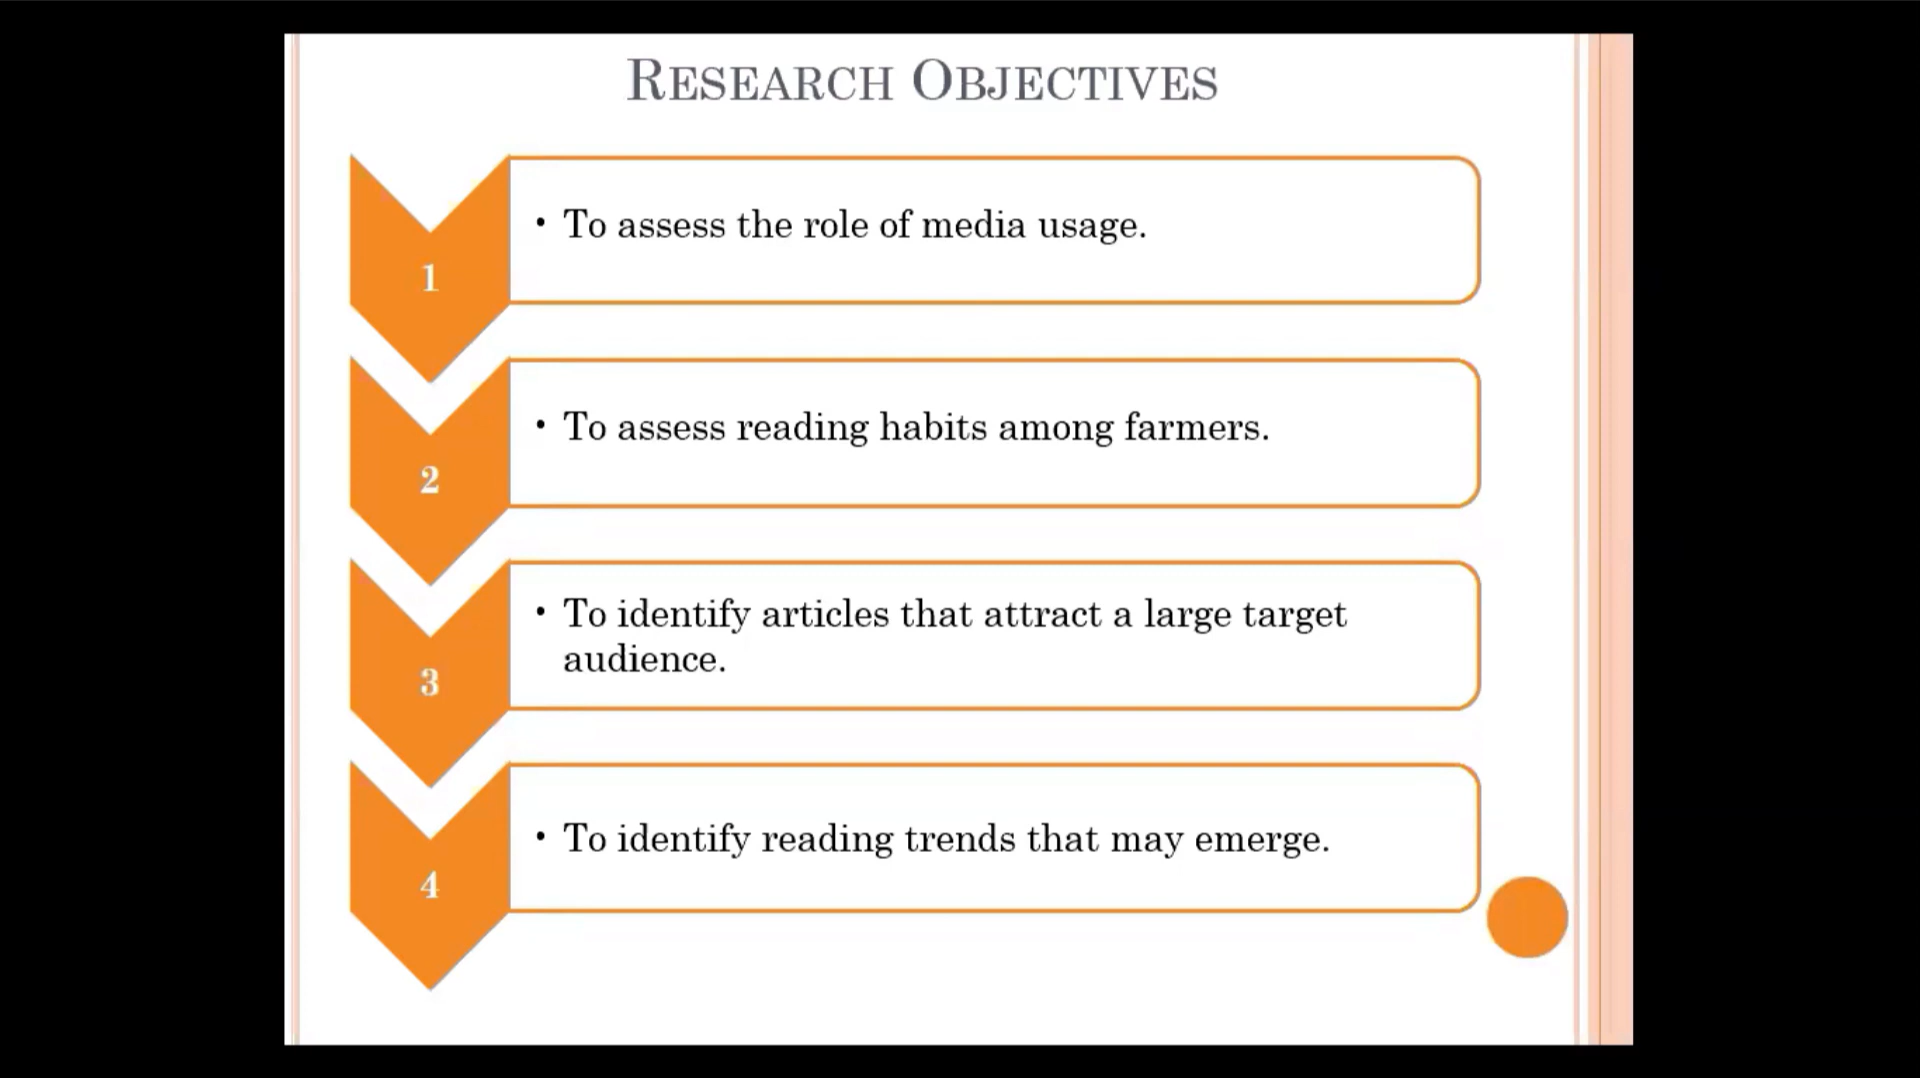 RESEARCH OBJECTIVES
1
• To assess the role of media usage.
2
• To assess reading habits among farmers.
3
• To identify articles that attract a large target
audience.
4
• To identify reading trends that may emerge.